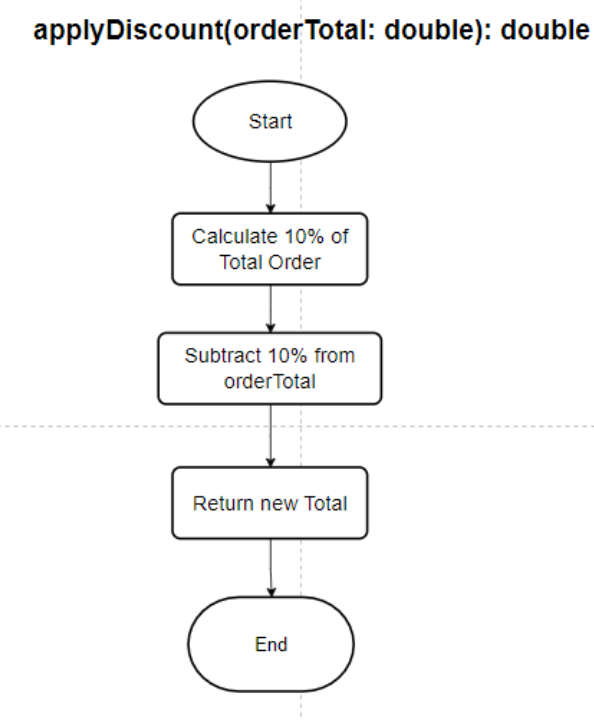 applyDiscount(orderTotal: double): double
Start
Calculate 10% of
Total Order
Subtract 10% from
orderTotal
Return new Total
End